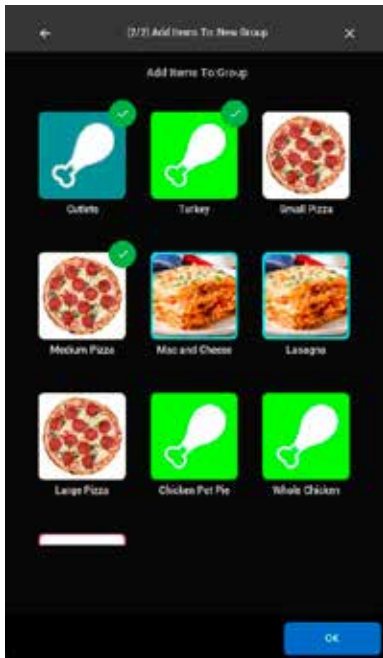 (2/2) Add Items To New Group
Add Items To Group
Cutlets
Turkey
Small Pizza
Medium Pizza
Mac and Cheese
Lasagna
Large Pizza
Chicken Pot Pie
Whole Chicken
OK